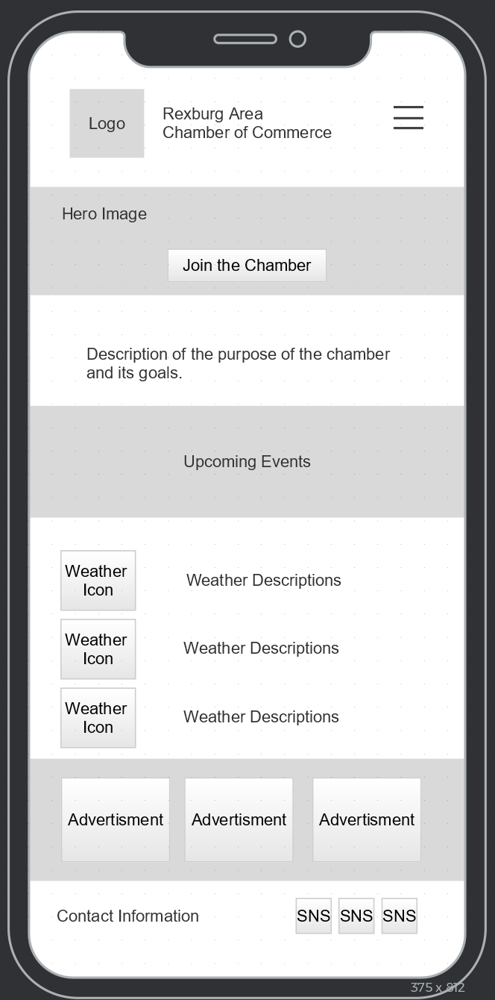 Logo
Rexburg Area
Chamber of Commerce
Hero Image
Join the Chamber
Description of the purpose of the chamber
and its goals.
Upcoming Events
Weather
Icon
Weather Descriptions
Weather
Icon
Weather Descriptions
Weather
Icon
Weather Descriptions
Advertisment
Advertisment
Advertisment
Contact Information
SNS
SNS
SNS
375 x 812